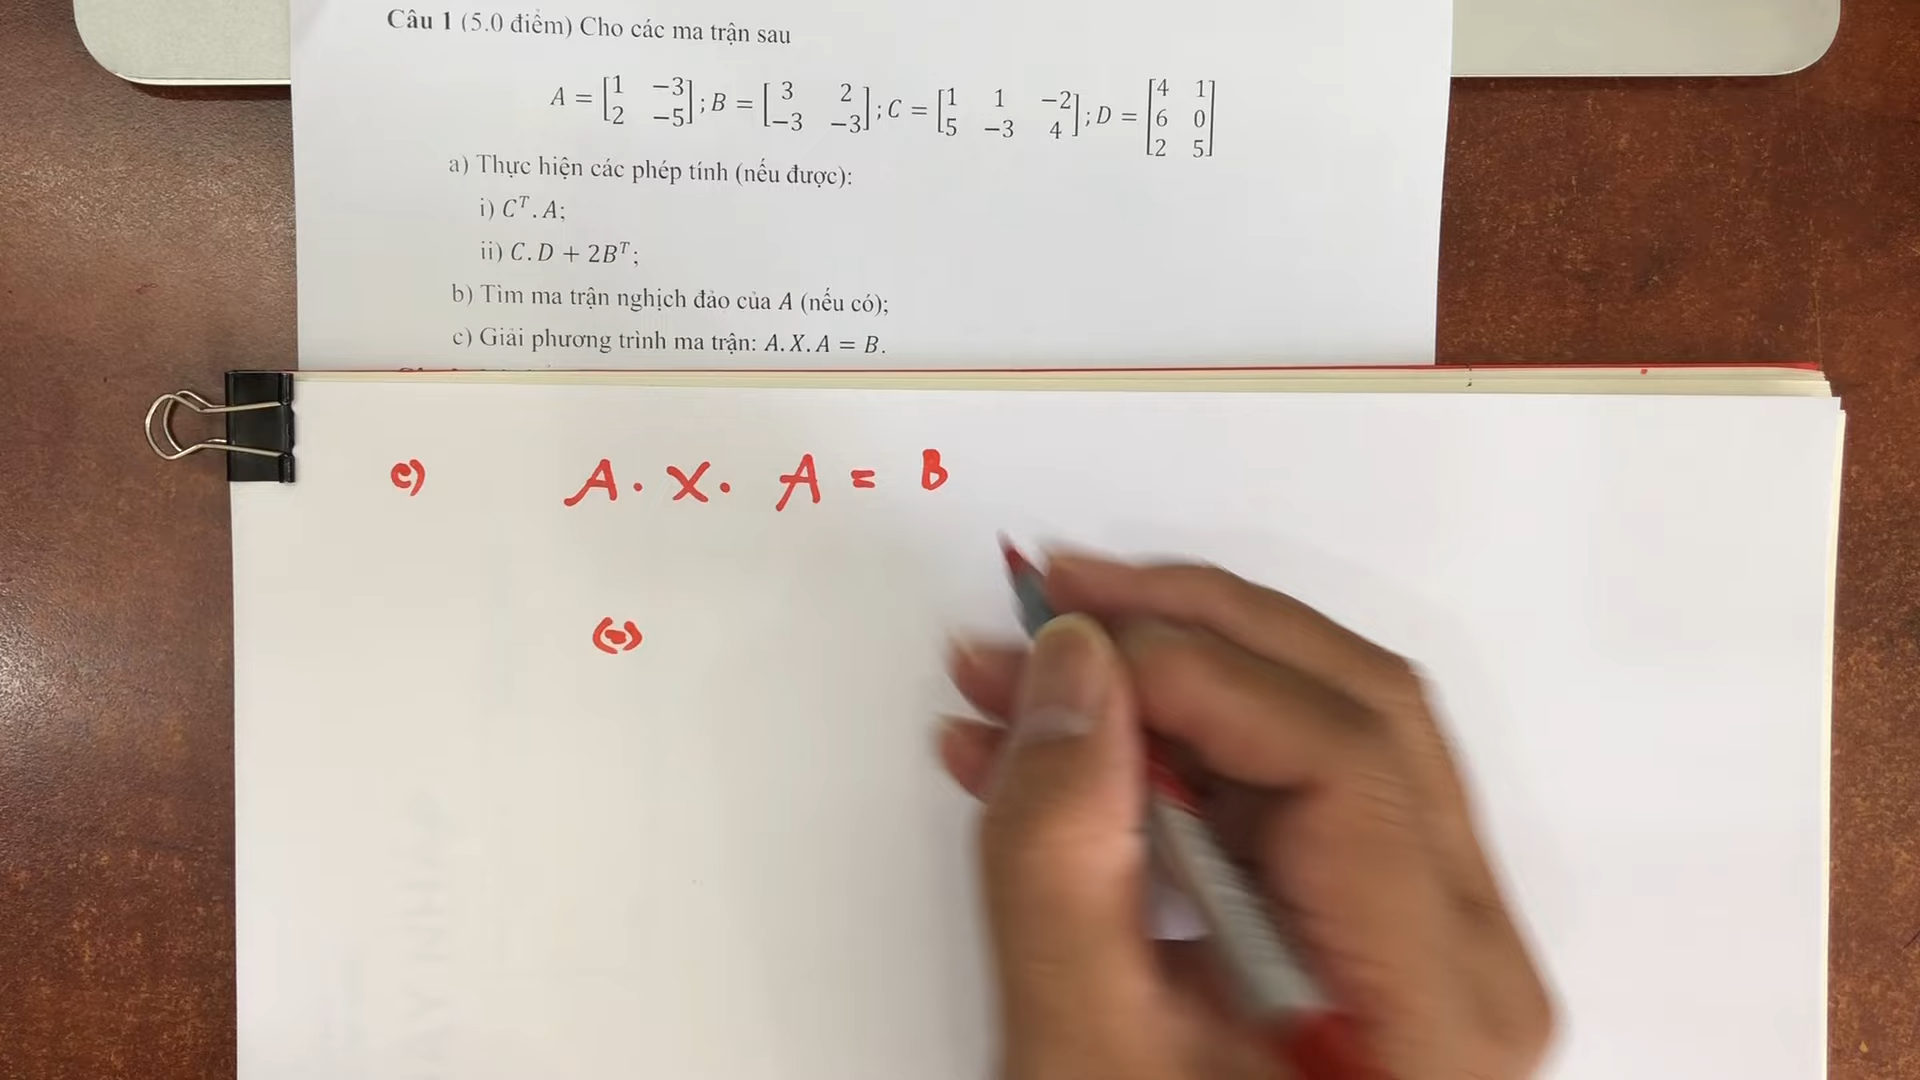 Câu 1 (5.0 điểm) Cho các ma trận sau
A = [1 −3; 2 −5]; B = [3 2; −3 −3]; C = [1 1 −2; 5 −3 4]; D = [4 1; 6 0; 2 5]
a) Thực hiện các phép tính (nếu được):
i) Cᵀ. A;
ii) C. D + 2Bᵀ;
b) Tìm ma trận nghịch đảo của A (nếu có);
c) Giải phương trình ma trận: A. X. A = B.
c) A . X . A = B